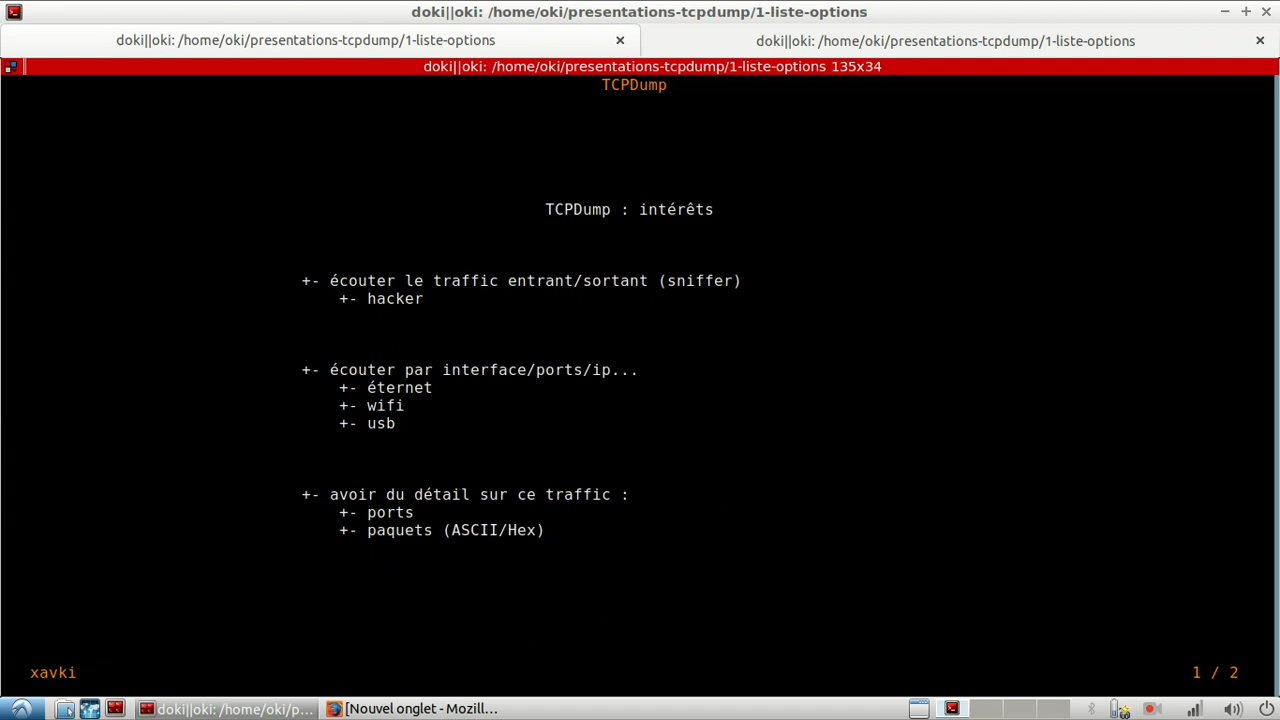 doki||oki: /home/oki/presentations-tcpdump/1-liste-options
doki||oki: /home/oki/presentations-tcpdump/1-liste-options
doki||oki: /home/oki/presentations-tcpdump/1-liste-options
doki||oki: /home/oki/presentations-tcpdump/1-liste-options 135x34
TCPDump
TCPDump : intérêts
+- écouter le traffic entrant/sortant (sniffer)
+- hacker
+- écouter par interface/ports/ip...
+- éternet
+- wifi
+- usb
+- avoir du détail sur ce traffic :
+- ports
+- paquets (ASCII/Hex)
xavki
1 / 2
doki||oki: /home/oki/p...
[Nouvel onglet - Mozill...